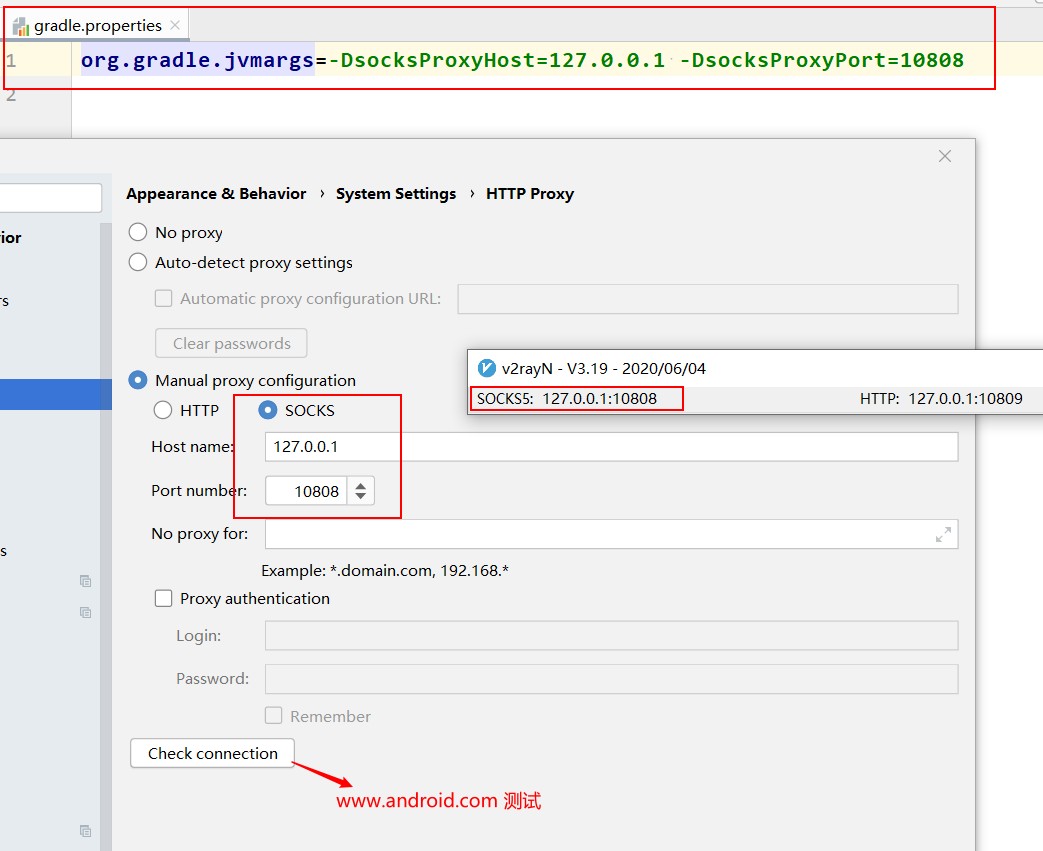 gradle.properties
1 org.gradle.jvmargs=-DsocksProxyHost=127.0.0.1 -DsocksProxyPort=10808
2
Appearance & Behavior › System Settings › HTTP Proxy
ior
No proxy
Auto-detect proxy settings
rs
Automatic proxy configuration URL:
Clear passwords
v2rayN - V3.19 - 2020/06/04
Manual proxy configuration
SOCKS5: 127.0.0.1:10808 HTTP: 127.0.0.1:10809
HTTP SOCKS
Host name: 127.0.0.1
Port number: 10808
No proxy for:
s
Example: *.domain.com, 192.168.*
Proxy authentication
Login:
Password:
Remember
Check connection
www.android.com 测试